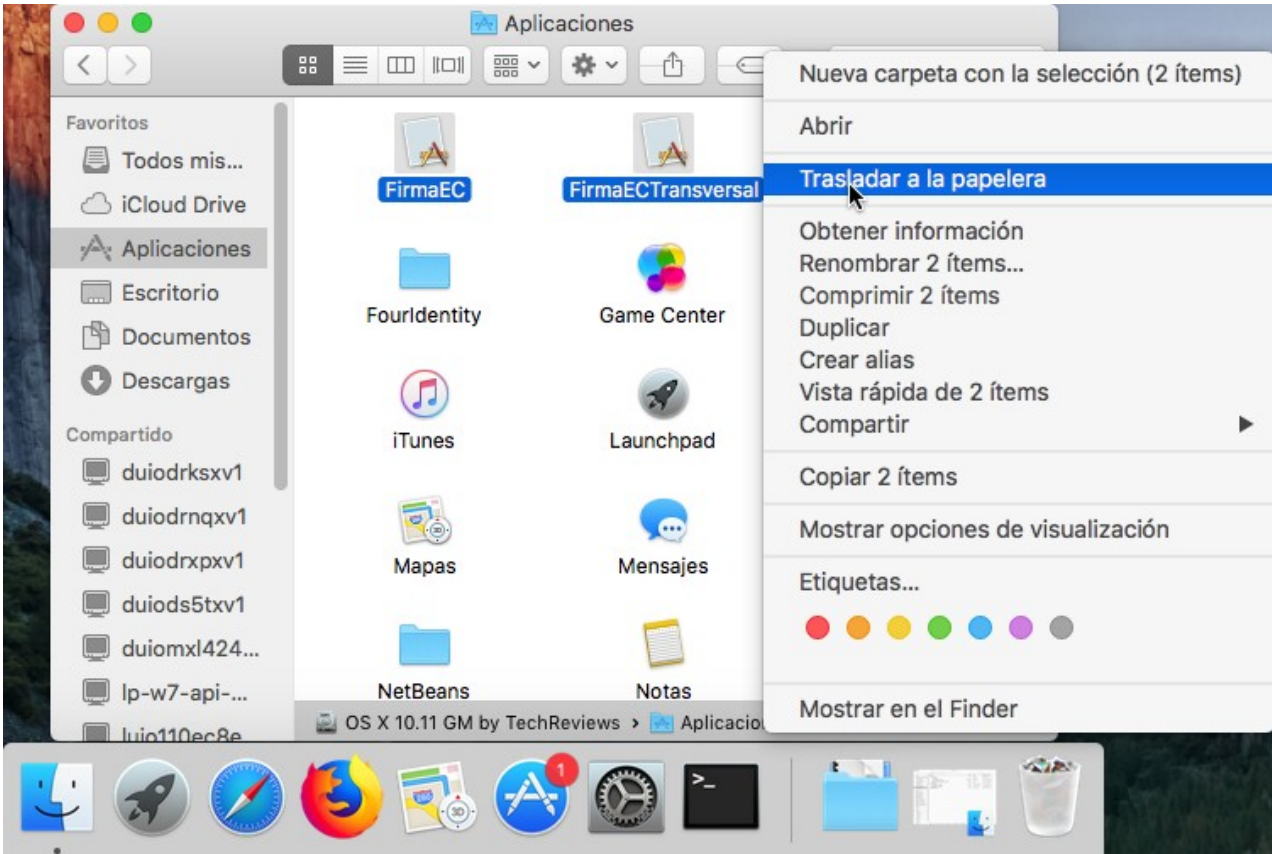 Aplicaciones
Favoritos
Todos mis...
iCloud Drive
Aplicaciones
Escritorio
Documentos
Descargas
Compartido
duiodrksxv1
duiodrnqxv1
duiodrxpxv1
duiods5txv1
duiomxl424...
lp-w7-api-...
luio110ec8e
FirmaEC
FirmaECTransversal
FourIdentity
Game Center
iTunes
Launchpad
Mapas
Mensajes
NetBeans
Notas
OS X 10.11 GM by TechReviews › Aplicacio
Nueva carpeta con la selección (2 ítems)
Abrir
Trasladar a la papelera
Obtener información
Renombrar 2 ítems...
Comprimir 2 ítems
Duplicar
Crear alias
Vista rápida de 2 ítems
Compartir
Copiar 2 ítems
Mostrar opciones de visualización
Etiquetas...
Mostrar en el Finder
280
3D
1
>_